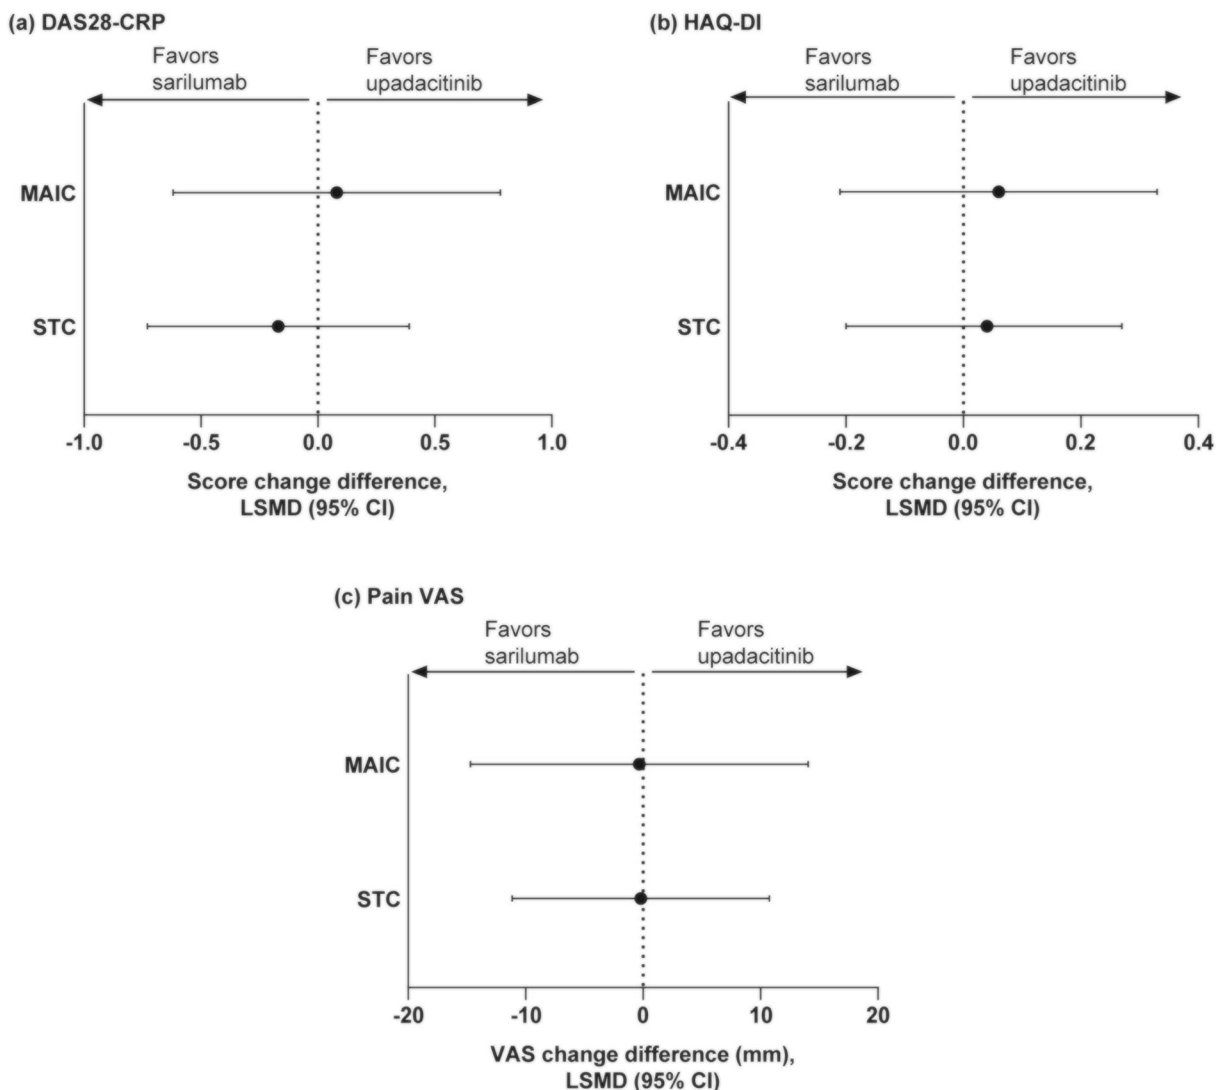 (a) DAS28-CRP
Favors
sarilumab
Favors
upadacitinib
MAIC
STC
-1.0 -0.5 0.0 0.5 1.0
Score change difference,
LSMD (95% CI)
(b) HAQ-DI
Favors
sarilumab
Favors
upadacitinib
MAIC
STC
-0.4 -0.2 0.0 0.2 0.4
Score change difference,
LSMD (95% CI)
(c) Pain VAS
Favors
sarilumab
Favors
upadacitinib
MAIC
STC
-20 -10 0 10 20
VAS change difference (mm),
LSMD (95% CI)